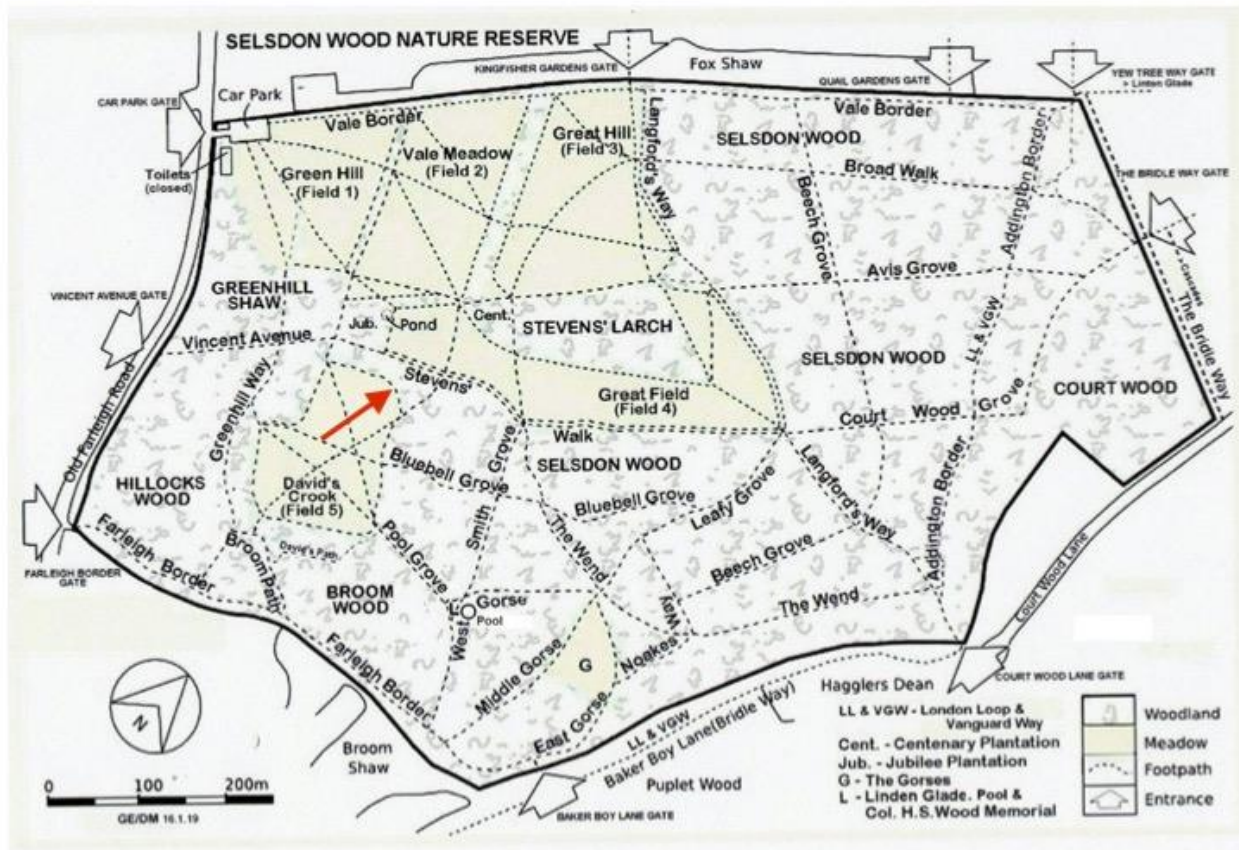 SELSDON WOOD NATURE RESERVE
KINGFISHER GARDENS GATE
Fox Shaw
QUAIL GARDENS GATE
YEW TREE WAY GATE
> Linton Glade
CAR PARK GATE
Car Park
Vale Border
Great Hill
(Field 3)
Langford's Way
SELSDON WOOD
Vale Border
Toilets
(closed)
Green Hill
(Field 1)
Vale Meadow
(Field 2)
Broad Walk
Beech Grove
Addington Border
THE BRIDLE WAY GATE
Avis Grove
The Bridle Way
VINCENT AVENUE GATE
GREENHILL
SHAW
Jub.
Pond
Cent.
STEVENS' LARCH
Vincent Avenue
LL & VGW
SELSDON WOOD
COURT WOOD
Old Farleigh Road
Greenhill Way
Stevens'
Great Field
(Field 4)
Court Wood Grove
Walk
HILLOCKS
WOOD
David's
Crook
(Field 5)
Bluebell Grove
Smith Grove
SELSDON WOOD
Bluebell Grove
Leafy Grove
Langford's Way
Addington Border
FARLEIGH BORDER
GATE
Farleigh Border
Broom Path
David's Path
Pool Grove
The Wend
Beech Grove
BROOM
WOOD
L
Gorse
Pool
West
Way
The Wend
Court Wood Lane
Farleigh Border
Middle Gorse
G
Noakes
East Gorse
LL & VGW
Baker Boy Lane(Bridle Way)
Hagglers Dean
COURT WOOD LANE GATE
N
Broom
Shaw
Puplet Wood
BAKER BOY LANE GATE
0 100 200m
GE/DM 16.1.19
LL & VGW - London Loop &
Vanguard Way
Cent. - Centenary Plantation
Jub. - Jubilee Plantation
G - The Gorses
L - Linden Glade. Pool &
Col. H.S.Wood Memorial
Woodland
Meadow
Footpath
Entrance